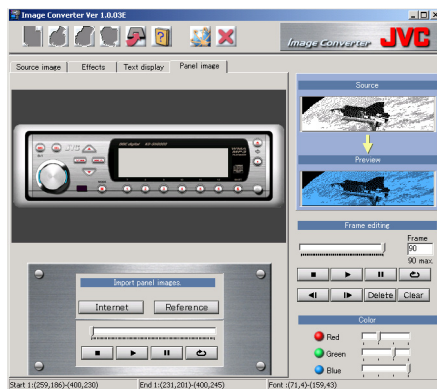 Image Converter Ver 1.0.03E
Image Converter JVC
Source image
Effects
Text display
Panel image
Source
Preview
JVC
Frame editing
Frame
90
90 max.
Delete
Clear
Import panel images.
Internet
Reference
Color
Red
Green
Blue
Start 1:(259,186)-(400,230)
End 1:(231,201)-(400,245)
Font :(71,4)-(159,43)